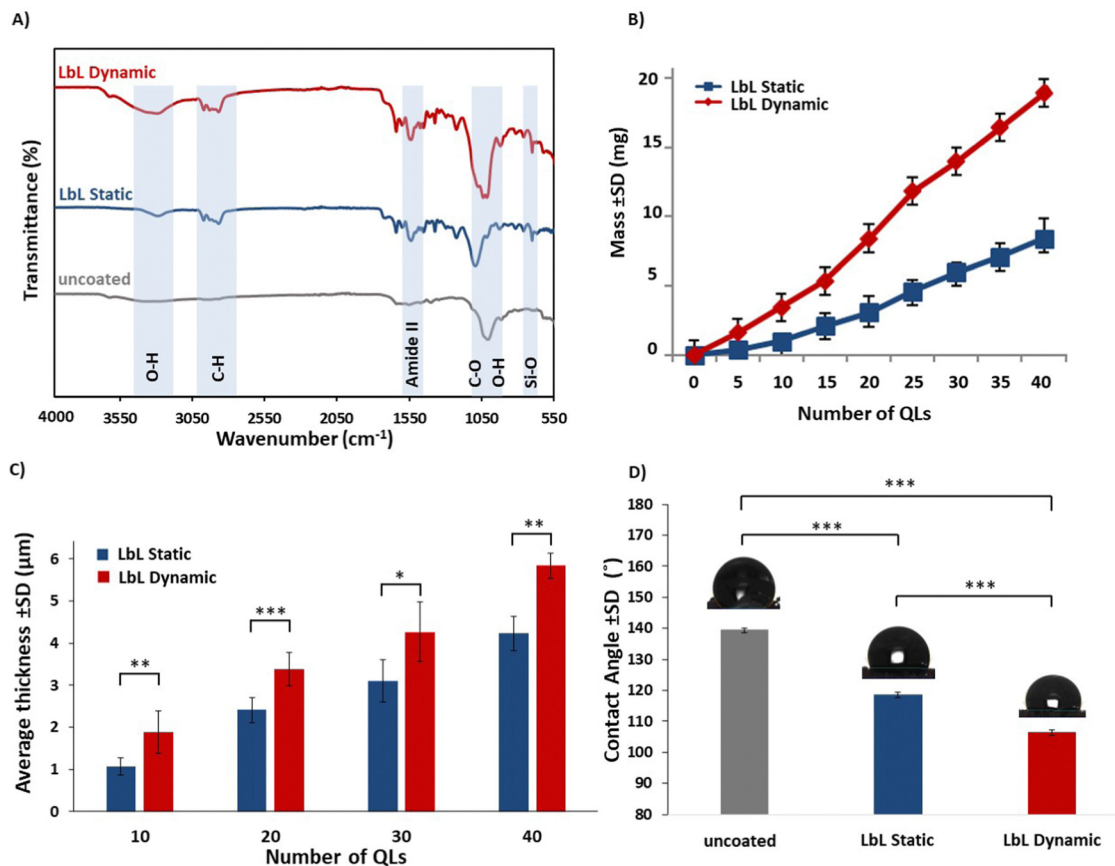 A)
LbL Dynamic
LbL Static
uncoated
Transmittance (%)
O-H
C-H
Amide II
C-O
O-H
Si-O
4000 3550 3050 2550 2050 1550 1050 550
Wavenumber (cm⁻¹)
B)
LbL Static
LbL Dynamic
Mass ±SD (mg)
20
15
10
5
0
0 5 10 15 20 25 30 35 40
Number of QLs
C)
LbL Static
LbL Dynamic
Average thickness ±SD (µm)
6
5
4
3
2
1
0
**
***
*
**
10 20 30 40
Number of QLs
D)
Contact Angle ±SD (°)
180
170
160
150
140
130
120
110
100
90
80
***
***
***
uncoated LbL Static LbL Dynamic